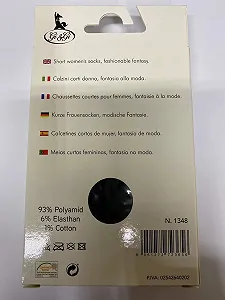 Short women's socks, fashionable fantasy.
Calzini corti donna, fantasia alla moda.
Chaussettes courtes pour femmes, fantaisie à la mode.
Kurze Frauensocken, modische Fantasie.
Calcetines cortos de mujer, fantasía de moda.
Meias curtas femininas, fantasia na moda.
93% Polyamid
6% Elasthan
1% Cotton
N. 1348
P.IVA: 02542640202